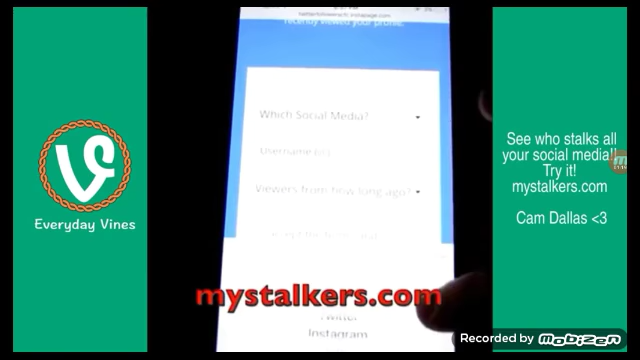 recently viewed your profile.
Which Social Media?
Username
Viewers from how long ago?
mystalkers.com
Twitter
Instagram
Everyday Vines
See who stalks all
your social media!!
Try it!
mystalkers.com
Cam Dallas <3
Recorded by MOBIZEN